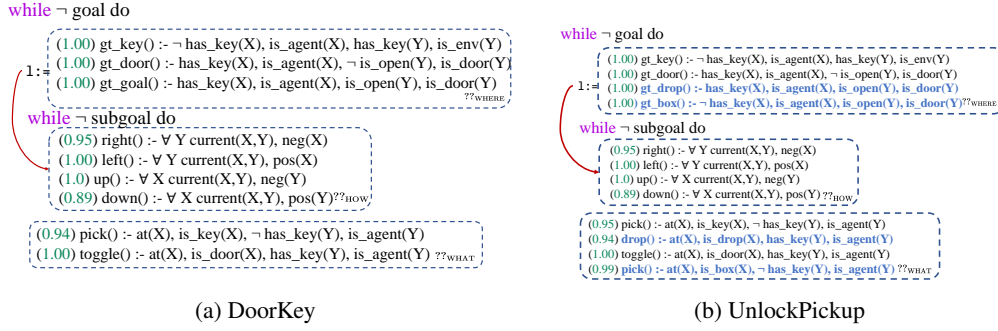 while ¬ goal do
(1.00) gt_key() :- ¬ has_key(X), is_agent(X), has_key(Y), is_env(Y)
(1.00) gt_door() :- has_key(X), is_agent(X), ¬ is_open(Y), is_door(Y)
1:= (1.00) gt_goal() :- has_key(X), is_agent(X), is_open(Y), is_door(Y)
??WHERE
while ¬ subgoal do
(0.95) right() :- ∀ Y current(X,Y), neg(X)
(1.00) left() :- ∀ Y current(X,Y), pos(X)
(1.0) up() :- ∀ X current(X,Y), neg(Y)
(0.89) down() :- ∀ X current(X,Y), pos(Y)??HOW
(0.94) pick() :- at(X), is_key(X), ¬ has_key(Y), is_agent(Y)
(1.00) toggle() :- at(X), is_door(X), has_key(Y), is_agent(Y) ??WHAT
(a) DoorKey
while ¬ goal do
(1.00) gt_key() :- ¬ has_key(X), is_agent(X), has_key(Y), is_env(Y)
(1.00) gt_door() :- has_key(X), is_agent(X), ¬ is_open(Y), is_door(Y)
1:= (1.00) gt_drop() :- has_key(X), is_agent(X), is_open(Y), is_door(Y)
(1.00) gt_box() :- ¬ has_key(X), is_agent(X), is_open(Y), is_door(Y)??WHERE
while ¬ subgoal do
(0.95) right() :- ∀ Y current(X,Y), neg(X)
(1.00) left() :- ∀ Y current(X,Y), pos(X)
(1.0) up() :- ∀ X current(X,Y), neg(Y)
(0.89) down() :- ∀ X current(X,Y), pos(Y) ??HOW
(0.95) pick() :- at(X), is_key(X), ¬ has_key(Y), is_agent(Y)
(0.94) drop() :- at(X), is_drop(X), has_key(Y), is_agent(Y)
(1.00) toggle() :- at(X), is_door(X), has_key(Y), is_agent(Y)
(0.99) pick() :- at(X), is_box(X), ¬ has_key(Y), is_agent(Y) ??WHAT
(b) UnlockPickup